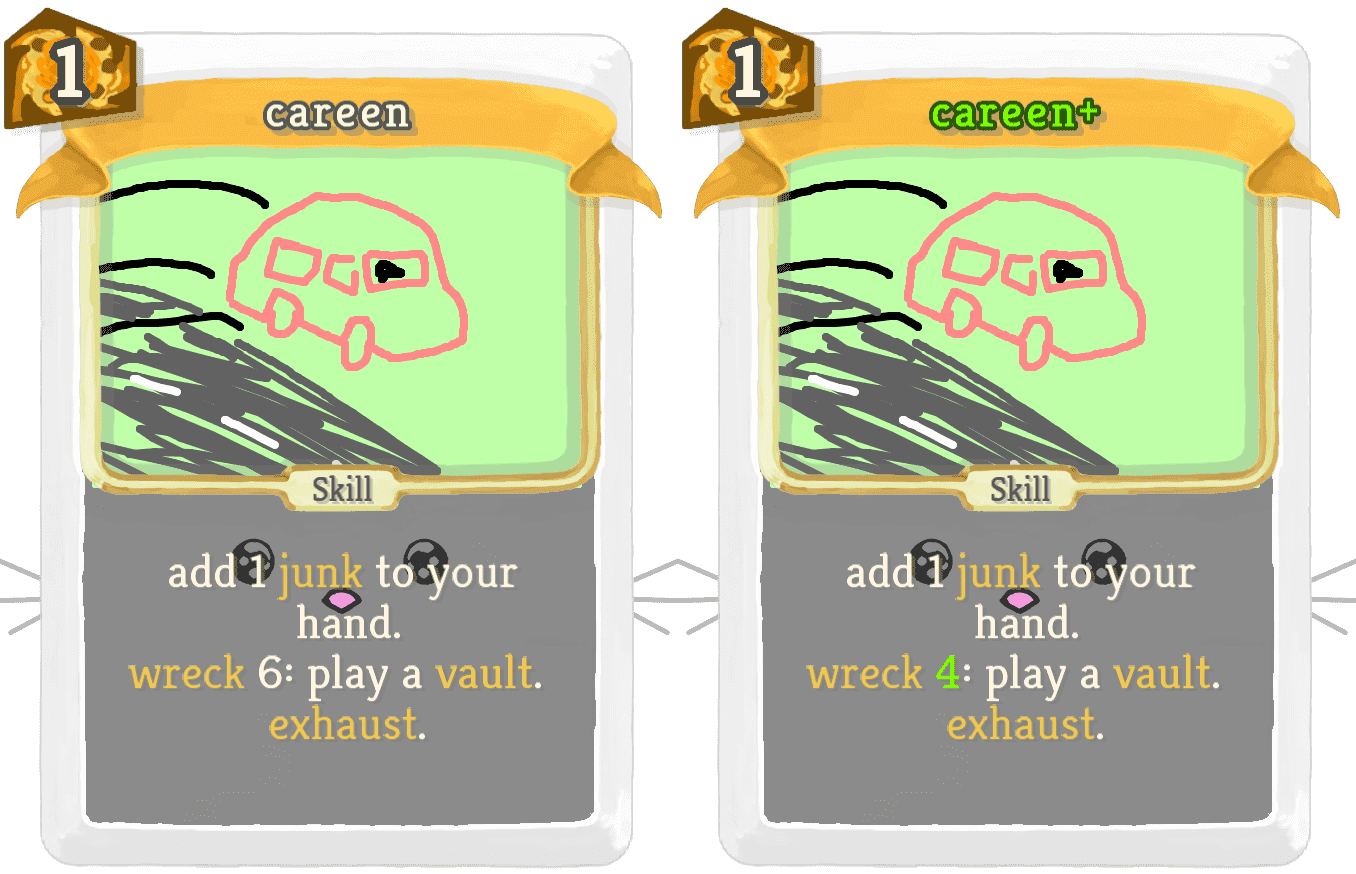 1
careen
Skill
add 1 junk to your
hand.
wreck 6: play a vault.
exhaust.
1
careen+
Skill
add 1 junk to your
hand.
wreck 4: play a vault.
exhaust.